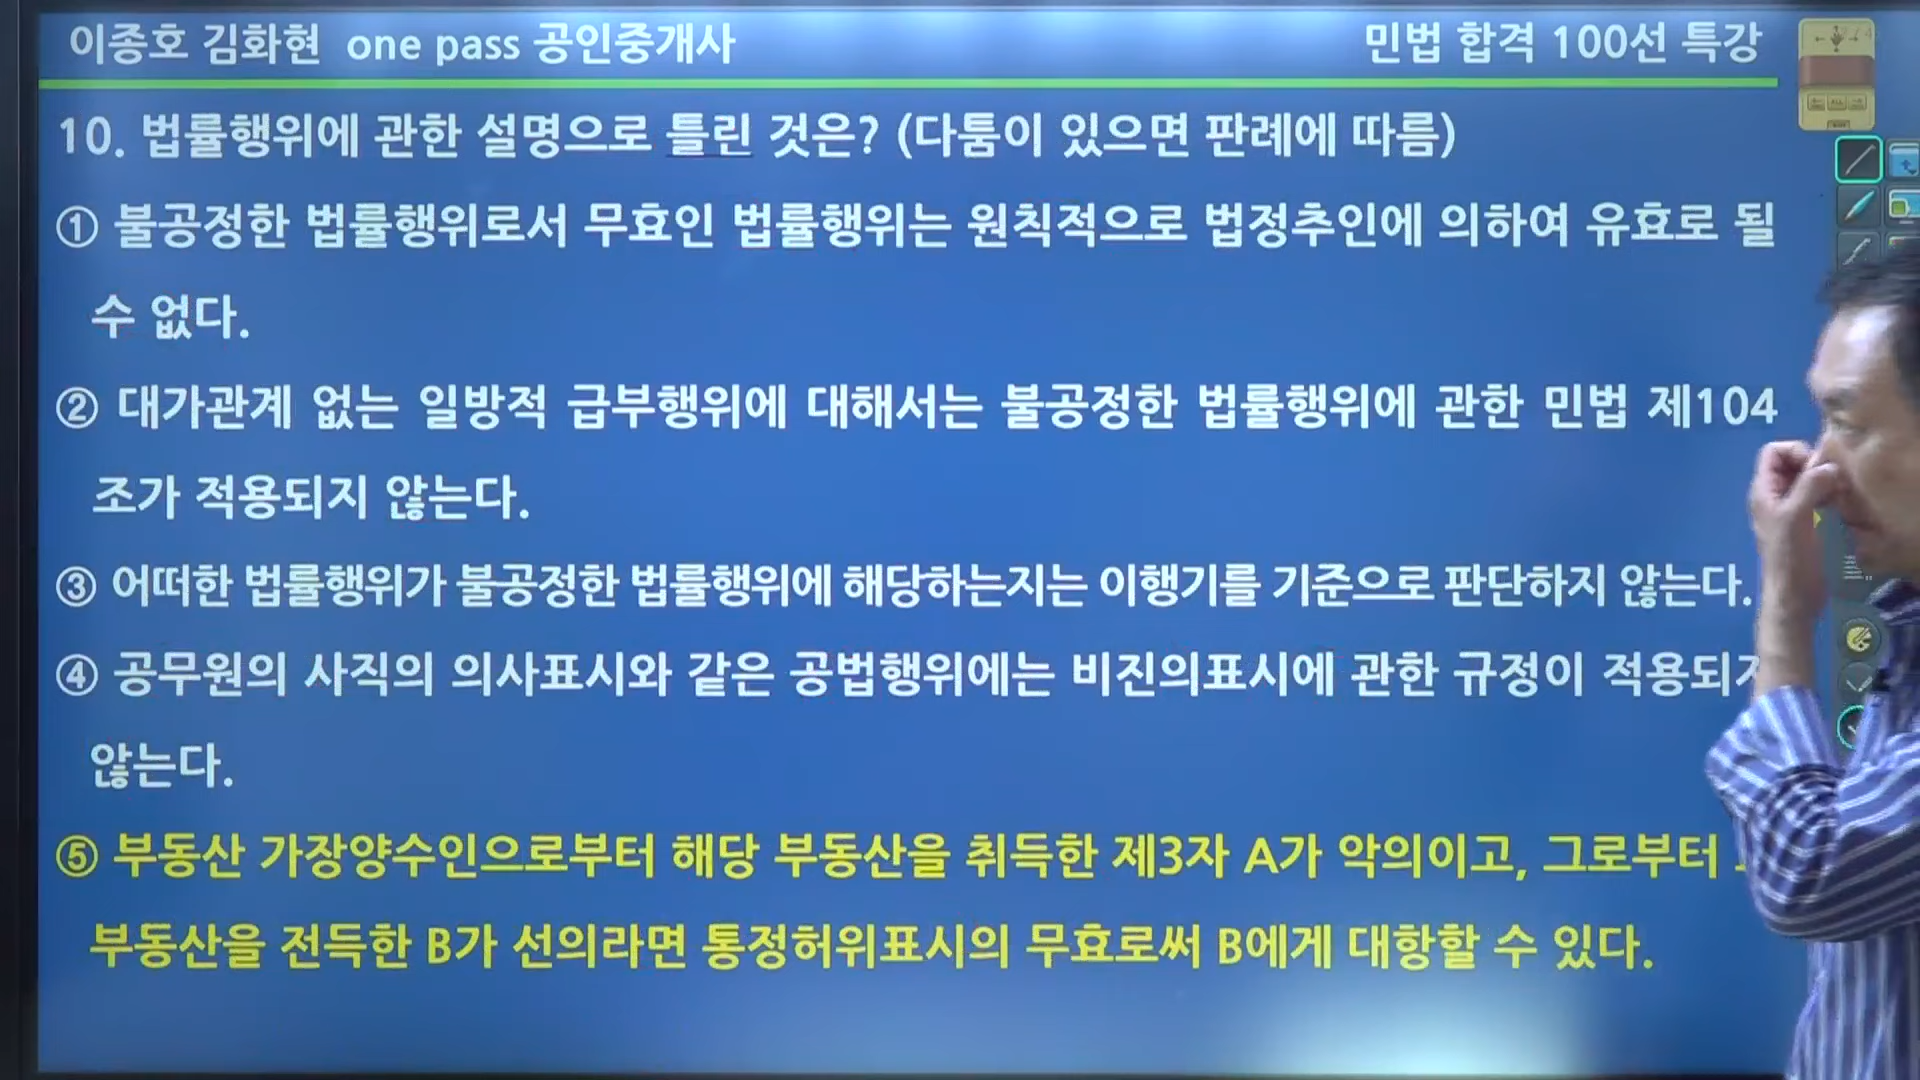 이종호 김화현 one pass 공인중개사
민법 합격 100선 특강
10. 법률행위에 관한 설명으로 틀린 것은? (다툼이 있으면 판례에 따름)
① 불공정한 법률행위로서 무효인 법률행위는 원칙적으로 법정추인에 의하여 유효로 될
수 없다.
② 대가관계 없는 일방적 급부행위에 대해서는 불공정한 법률행위에 관한 민법 제104
조가 적용되지 않는다.
③ 어떠한 법률행위가 불공정한 법률행위에 해당하는지는 이행기를 기준으로 판단하지 않는다.
④ 공무원의 사직의 의사표시와 같은 공법행위에는 비진의표시에 관한 규정이 적용되지
않는다.
⑤ 부동산 가장양수인으로부터 해당 부동산을 취득한 제3자 A가 악의이고, 그로부터
부동산을 전득한 B가 선의라면 통정허위표시의 무효로써 B에게 대항할 수 있다.